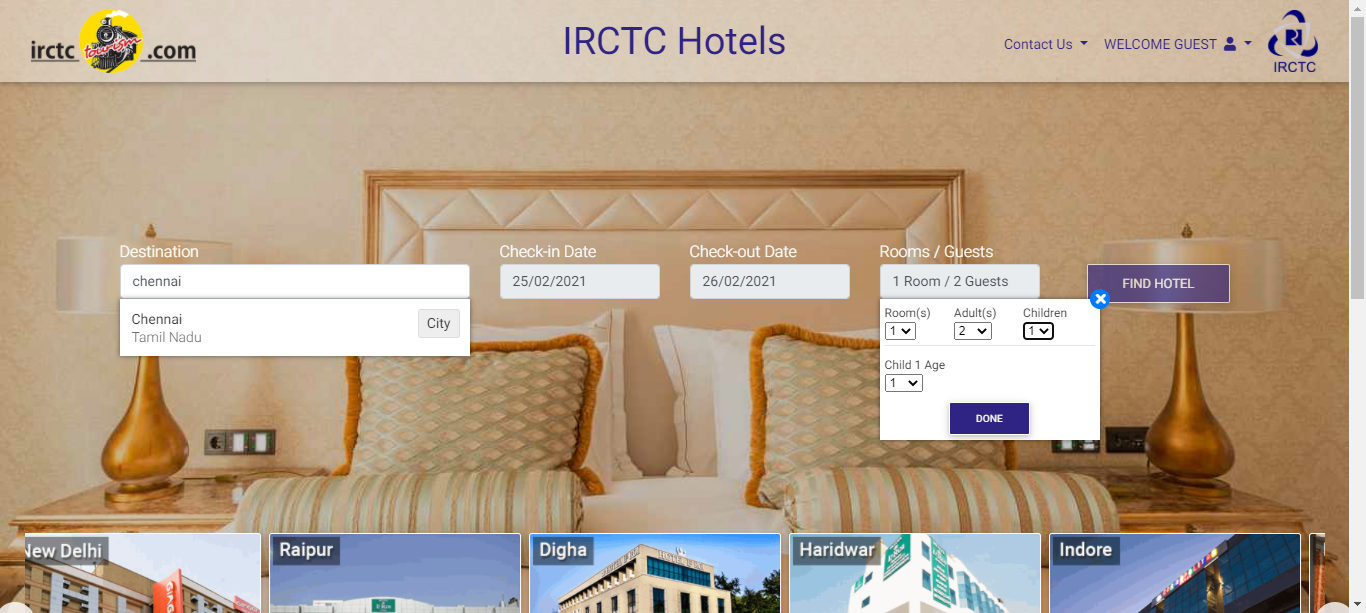 irctc tourism .com
IRCTC Hotels
Contact Us
WELCOME GUEST
IRCTC
Destination
Check-in Date
Check-out Date
Rooms / Guests
chennai
25/02/2021
26/02/2021
1 Room / 2 Guests
FIND HOTEL
Chennai
Tamil Nadu
City
Room(s)
Adult(s)
Children
1
2
1
Child 1 Age
1
DONE
New Delhi
Raipur
Digha
Haridwar
Indore